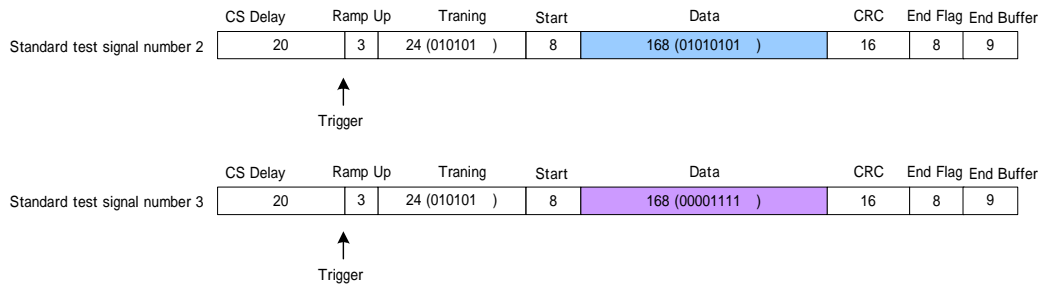 CS Delay Ramp Up Traning Start Data CRC End Flag End Buffer
Standard test signal number 2 20 3 24 (010101 ) 8 168 (01010101 ) 16 8 9
Trigger
CS Delay Ramp Up Traning Start Data CRC End Flag End Buffer
Standard test signal number 3 20 3 24 (010101 ) 8 168 (00001111 ) 16 8 9
Trigger